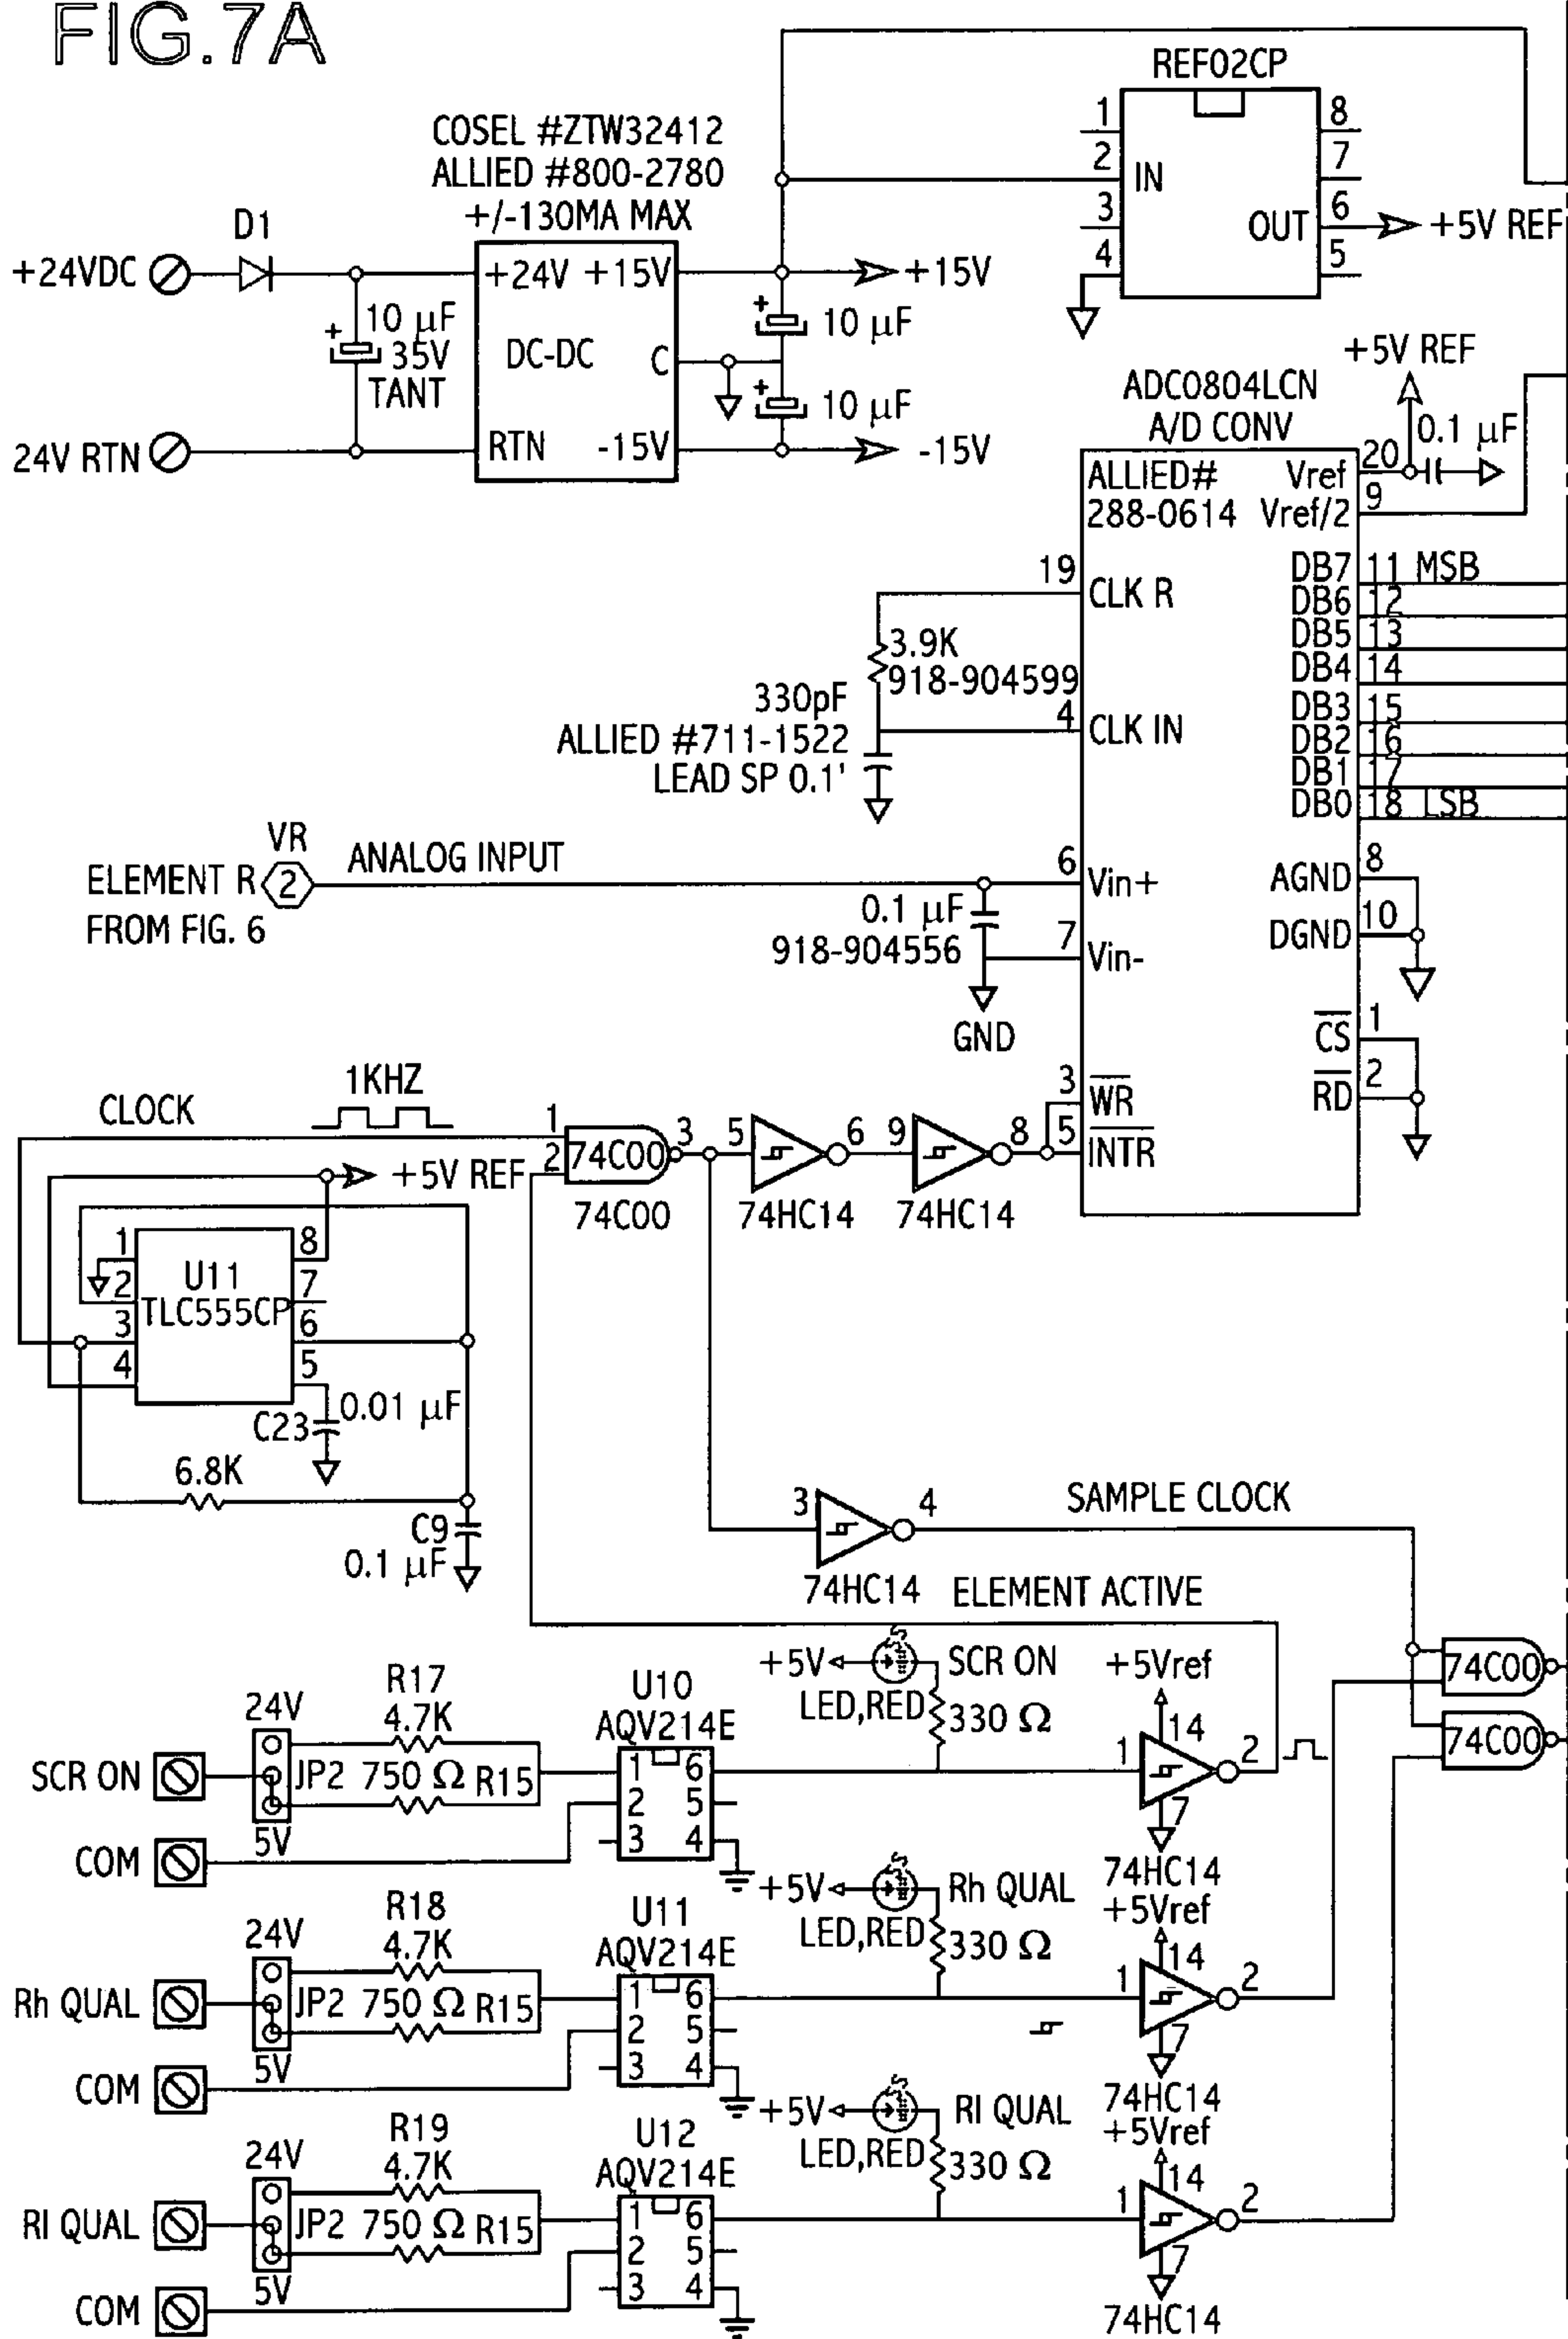 FIG.7A
REF02CP
1
2
3
4
IN
OUT
8
7
6
5
+5V REF
COSEL #ZTW32412
ALLIED #800-2780
+/-130MA MAX
D1
+24VDC
24V RTN
+
10 µF
35V
TANT
+24V +15V
DC-DC
C
RTN -15V
+15V
+
10 µF
+
10 µF
-15V
+5V REF
0.1 µF
ADC0804LCN
A/D CONV
ALLIED#
288-0614
Vref
20
Vref/2
9
DB7 11 MSB
DB6 12
DB5 13
DB4 14
DB3 15
DB2 16
DB1 17
DB0 18 LSB
19
CLK R
3.9K
918-904599
330pF
ALLIED #711-1522
LEAD SP 0.1'
4
CLK IN
VR
ELEMENT R 2
FROM FIG. 6
ANALOG INPUT
6
Vin+
0.1 µF
918-904556
7
Vin-
GND
AGND 8
DGND 10
CS 1
RD 2
3
WR
5
INTR
CLOCK
1KHZ
1
2
74C00
3
74C00
5
6
74HC14
9
8
74HC14
+5V REF
1
2
3
4
U11
TLC555CP
8
7
6
5
C23
0.01 µF
6.8K
C9
0.1 µF
3
4
74HC14
SAMPLE CLOCK
ELEMENT ACTIVE
74C00
74C00
SCR ON
COM
24V
JP2
5V
R17
4.7K
750 Ω R15
U10
AQV214E
1
2
3
6
5
4
+5V
SCR ON
LED,RED
330 Ω
+5Vref
14
1
2
7
74HC14
Rh QUAL
COM
24V
JP2
5V
R18
4.7K
750 Ω R15
U11
AQV214E
1
2
3
6
5
4
+5V
Rh QUAL
LED,RED
330 Ω
+5Vref
14
1
2
7
74HC14
Rl QUAL
COM
24V
JP2
5V
R19
4.7K
750 Ω R15
U12
AQV214E
1
2
3
6
5
4
+5V
Rl QUAL
LED,RED
330 Ω
+5Vref
14
1
2
7
74HC14